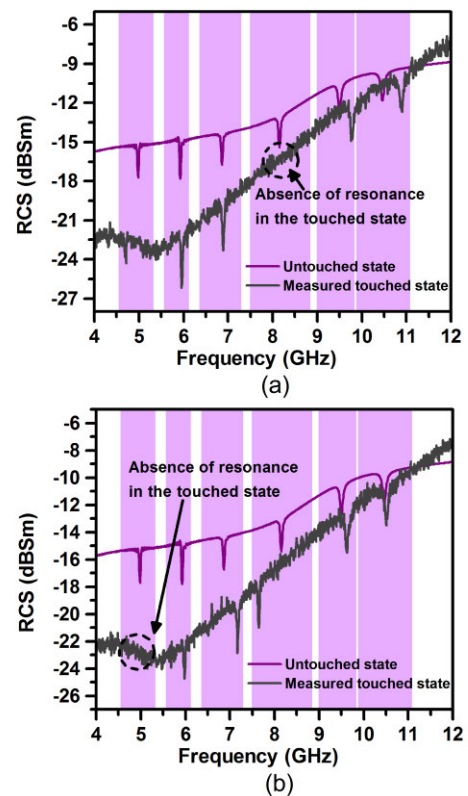 -6
-9
-12
-15
-18
-21
-24
-27
RCS (dBSm)
Absence of resonance
in the touched state
Untouched state
Measured touched state
4 5 6 7 8 9 10 11 12
Frequency (GHz)
(a)
-6
-8
-10
-12
-14
-16
-18
-20
-22
-24
-26
RCS (dBSm)
Absence of resonance
in the touched state
Untouched state
Measured touched state
4 5 6 7 8 9 10 11 12
Frequency (GHz)
(b)